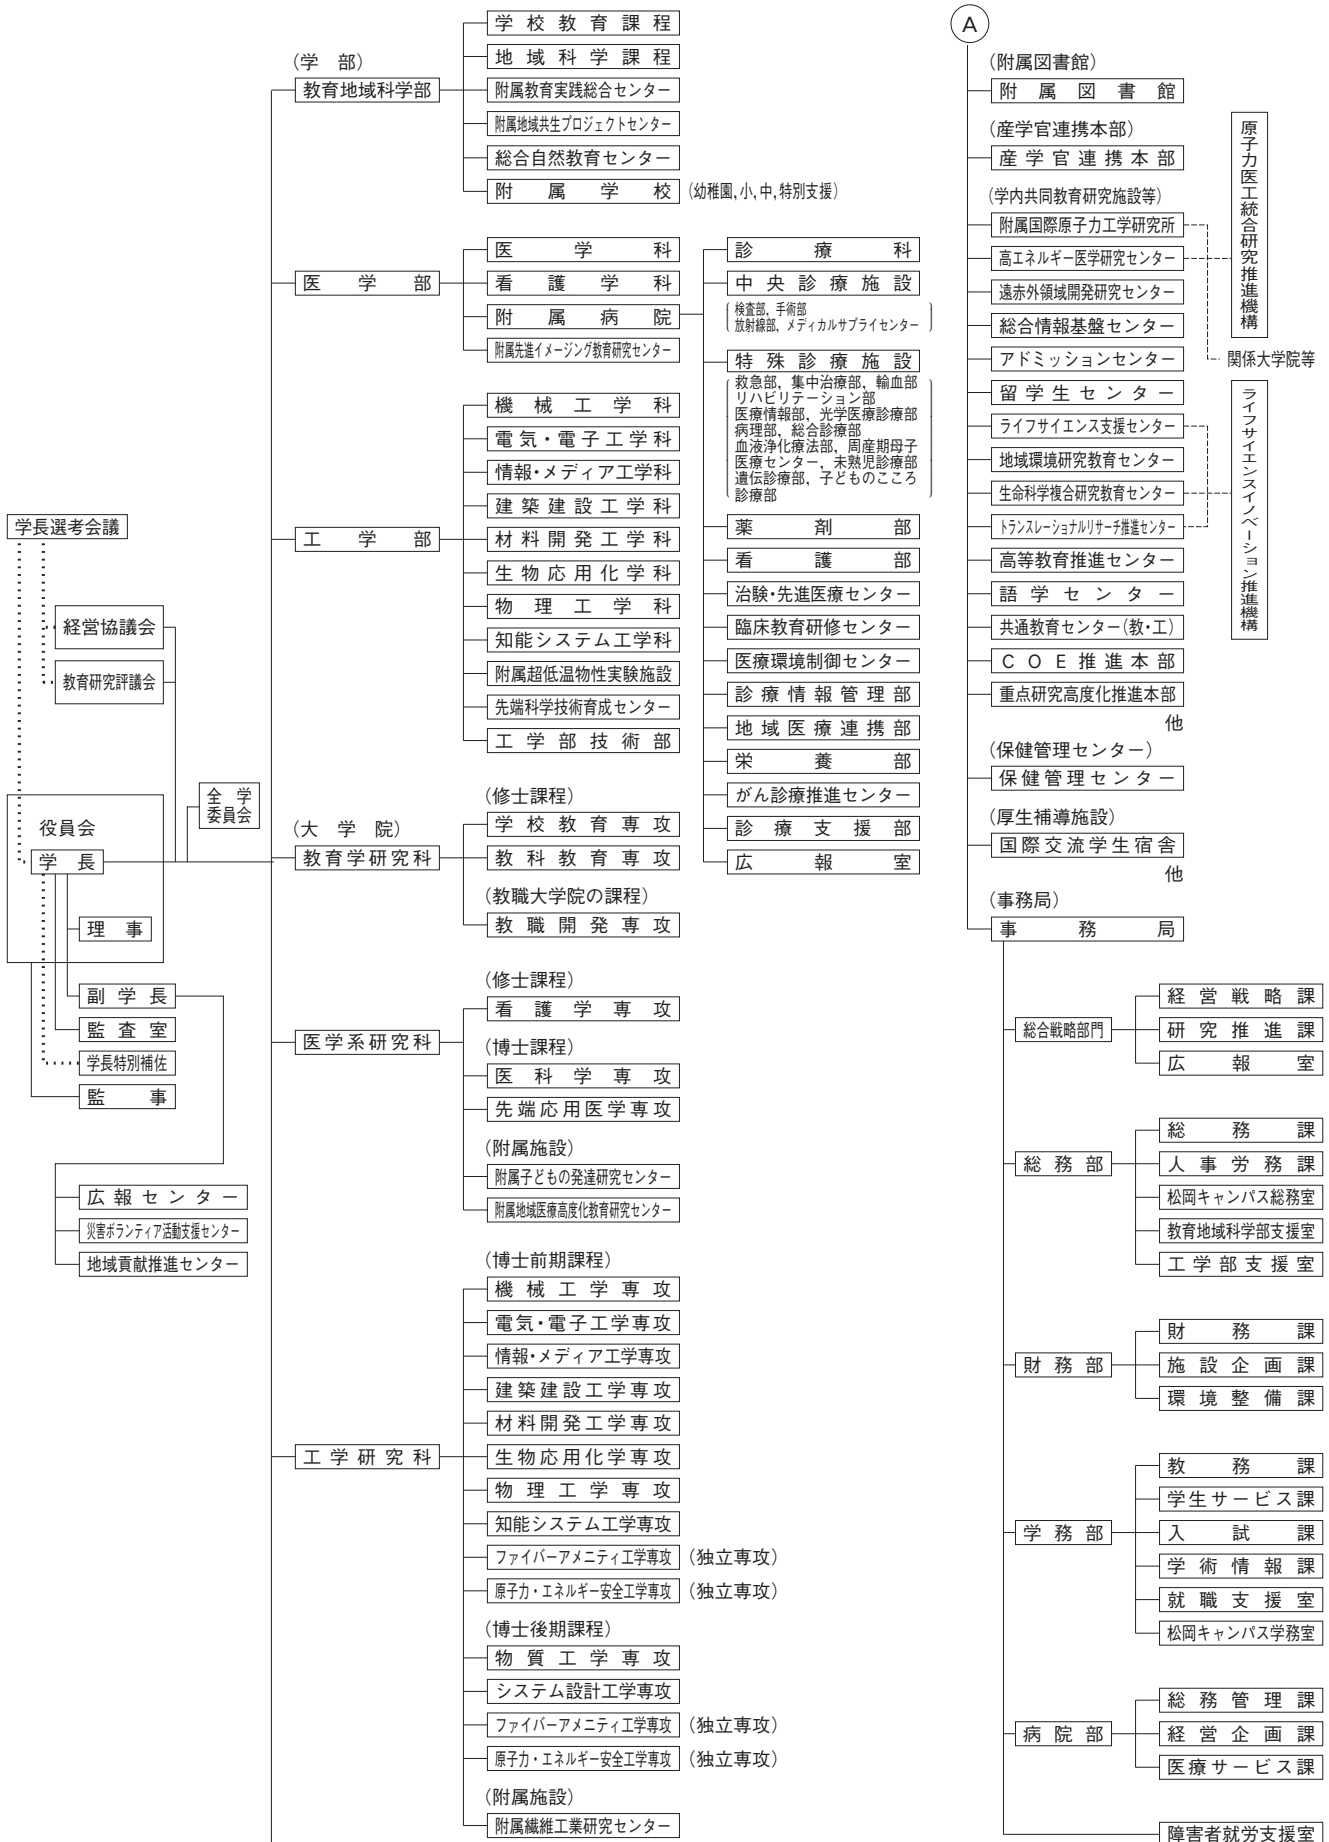 学長選考会議
経営協議会
教育研究評議会
全学
委員会
役員会
学長
理事
副学長
監査室
学長特別補佐
監事
広報センター
災害ボランティア活動支援センター
地域貢献推進センター
(学部)
教育地域科学部
学校教育課程
地域科学課程
附属教育実践総合センター
附属地域共生プロジェクトセンター
総合自然教育センター
附属学校 (幼稚園, 小, 中, 特別支援)
医学部
医学科
看護学科
附属病院
附属先進イメージング教育研究センター
診療科
中央診療施設
検査部, 手術部
放射線部, メディカルサプライセンター
特殊診療施設
救急部, 集中治療部, 輸血部
リハビリテーション部
医療情報部, 光学医療診療部
病理部, 総合診療部
血液浄化療法部, 周産期母子
医療センター, 未熟児診療部
遺伝診療部, 子どものこころ
診療部
薬剤部
看護部
治験・先進医療センター
臨床教育研修センター
医療環境制御センター
診療情報管理部
地域医療連携部
栄養部
がん診療推進センター
診療支援部
広報室
工学部
機械工学科
電気・電子工学科
情報・メディア工学科
建築建設工学科
材料開発工学科
生物応用化学科
物理工学科
知能システム工学科
附属超低温物性実験施設
先端科学技術育成センター
工学部技術部
(大学院)
教育学研究科
(修士課程)
学校教育専攻
教科教育専攻
(教職大学院の課程)
教職開発専攻
医学系研究科
(修士課程)
看護学専攻
(博士課程)
医科学専攻
先端応用医学専攻
(附属施設)
附属子どもの発達研究センター
附属地域医療高度化教育研究センター
工学研究科
(博士前期課程)
機械工学専攻
電気・電子工学専攻
情報・メディア工学専攻
建築建設工学専攻
材料開発工学専攻
生物応用化学専攻
物理工学専攻
知能システム工学専攻
ファイバーアメニティ工学専攻 (独立専攻)
原子力・エネルギー安全工学専攻 (独立専攻)
(博士後期課程)
物質工学専攻
システム設計工学専攻
ファイバーアメニティ工学専攻 (独立専攻)
原子力・エネルギー安全工学専攻 (独立専攻)
(附属施設)
附属繊維工業研究センター
A
(附属図書館)
附属図書館
(産学官連携本部)
産学官連携本部
(学内共同教育研究施設等)
附属国際原子力工学研究所
高エネルギー医学研究センター
遠赤外領域開発研究センター
総合情報基盤センター
アドミッションセンター
留学生センター
ライフサイエンス支援センター
地域環境研究教育センター
生命科学複合研究教育センター
トランスレーショナルリサーチ推進センター
高等教育推進センター
語学センター
共通教育センター(教・工)
COE推進本部
重点研究高度化推進本部
他
原子力医工統合研究推進機構
関係大学院等
ライフサイエンスイノベーション推進機構
(保健管理センター)
保健管理センター
(厚生補導施設)
国際交流学生宿舎
他
(事務局)
事務局
総合戦略部門
経営戦略課
研究推進課
広報室
総務部
総務課
人事労務課
松岡キャンパス総務室
教育地域科学部支援室
工学部支援室
財務部
財務課
施設企画課
環境整備課
学務部
教務課
学生サービス課
入試課
学術情報課
就職支援室
松岡キャンパス学務室
病院部
総務管理課
経営企画課
医療サービス課
障害者就労支援室